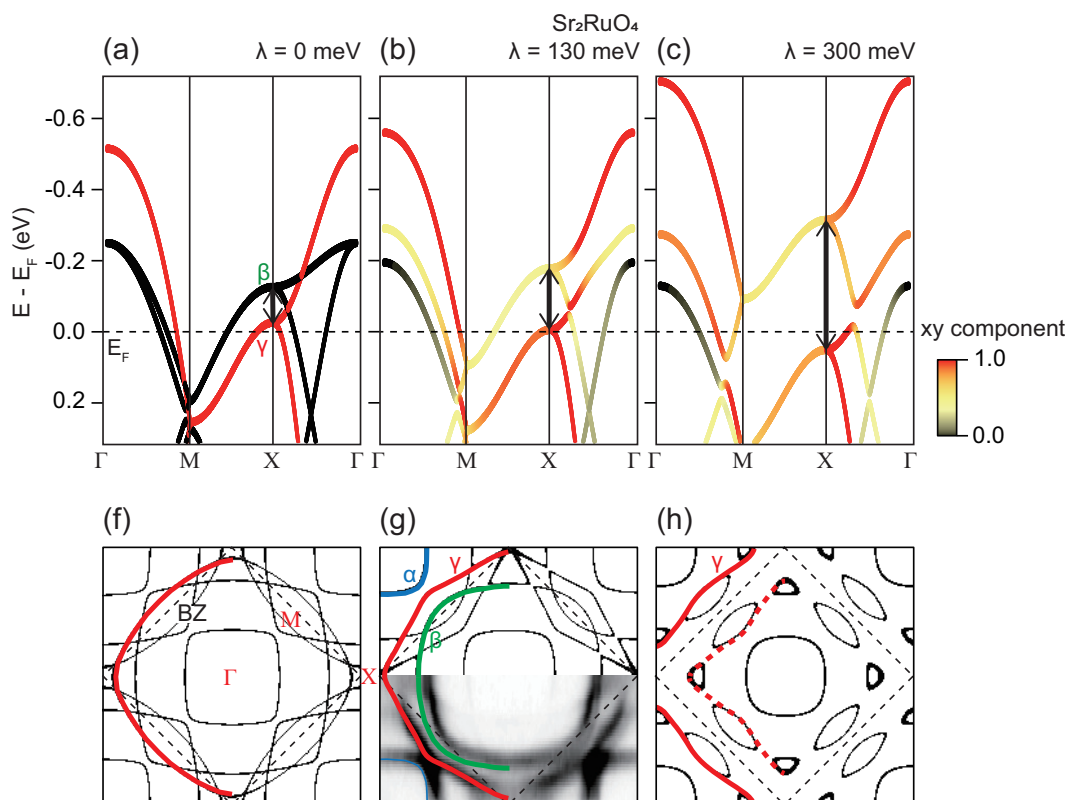 Sr₂RuO₄
(a) λ = 0 meV (b) λ = 130 meV (c) λ = 300 meV
-0.6
-0.4
-0.2
0.0
0.2
E - E_F (eV)
β
γ
E_F
xy component
1.0
0.0
Γ M X Γ Γ M X Γ Γ M X Γ
(f) (g) (h)
BZ
M
Γ
X
α
γ
β
γ